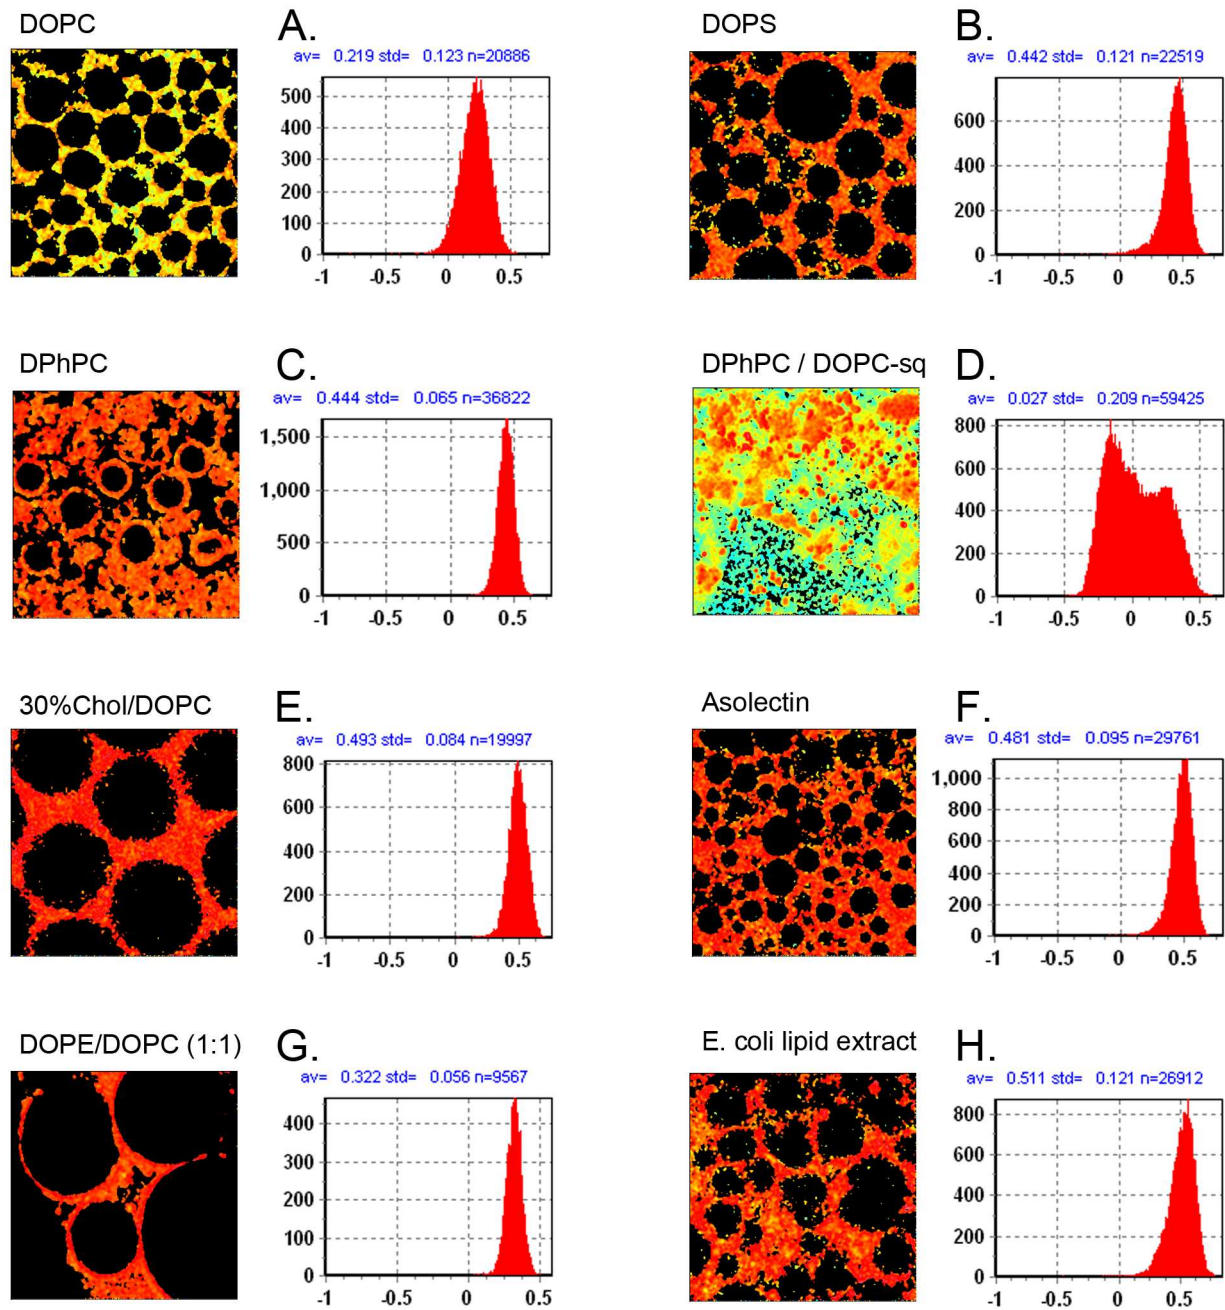 DOPC
A.
av= 0.219 std= 0.123 n=20886
500
400
300
200
100
0
-1 -0.5 0 0.5
DOPS
B.
av= 0.442 std= 0.121 n=22519
600
400
200
0
-1 -0.5 0 0.5
DPhPC
C.
av= 0.444 std= 0.065 n=36822
1,500
1,000
500
0
-1 -0.5 0 0.5
DPhPC / DOPC-sq
D.
av= 0.027 std= 0.209 n=59425
800
600
400
200
0
-1 -0.5 0 0.5
30%Chol/DOPC
E.
av= 0.493 std= 0.084 n=19997
800
600
400
200
0
-1 -0.5 0 0.5
Asolectin
F.
av= 0.481 std= 0.095 n=29761
1,000
800
600
400
200
0
-1 -0.5 0 0.5
DOPE/DOPC (1:1)
G.
av= 0.322 std= 0.056 n=9567
400
300
200
100
0
-1 -0.5 0 0.5
E. coli lipid extract
H.
av= 0.511 std= 0.121 n=26912
800
600
400
200
0
-1 -0.5 0 0.5